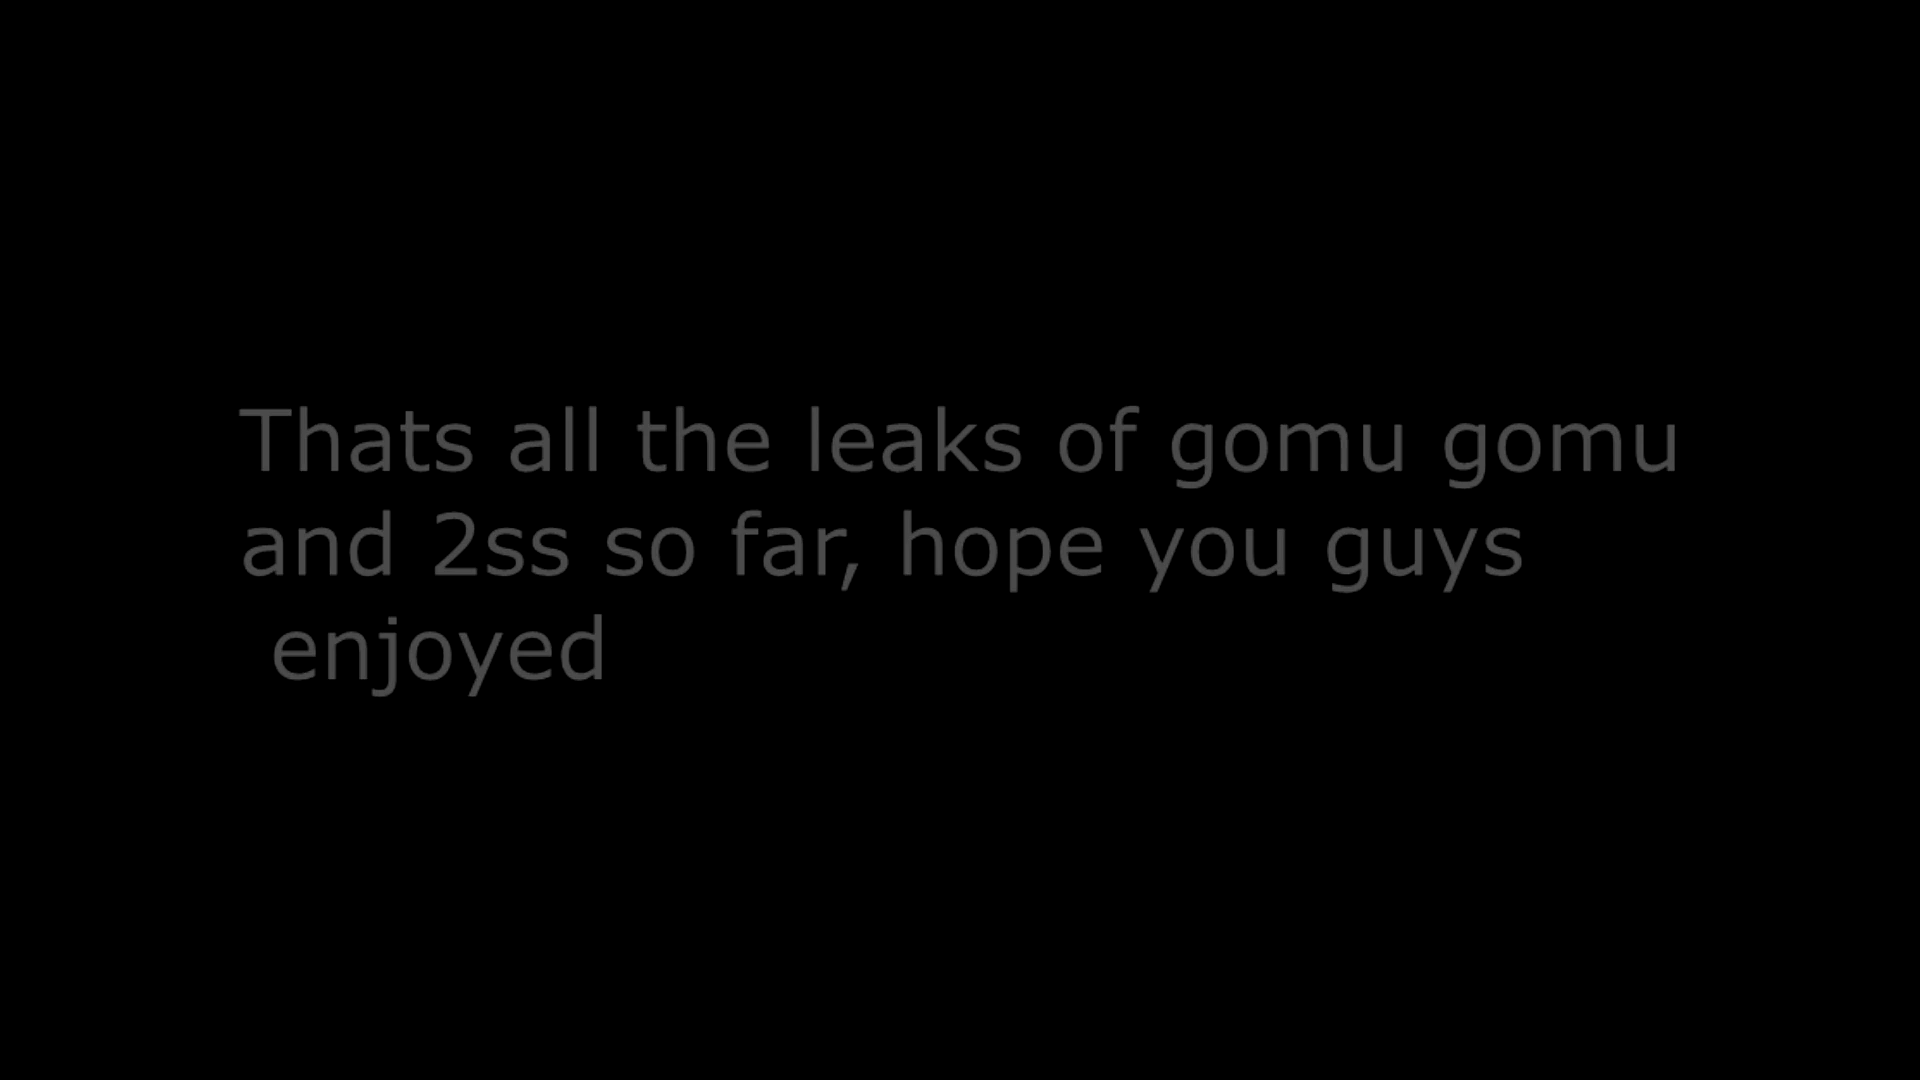 Thats all the leaks of gomu gomu
and 2ss so far, hope you guys
enjoyed